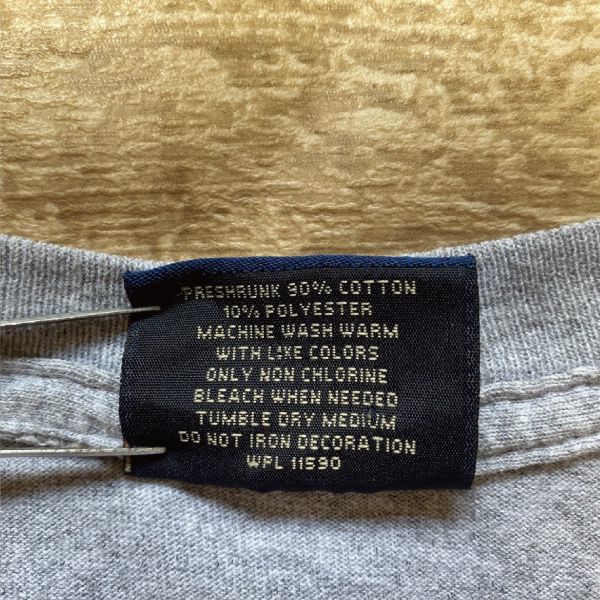 PRESHRUNK 90% COTTON
10% POLYESTER
MACHINE WASH WARM
WITH LIKE COLORS
ONLY NON CHLORINE
BLEACH WHEN NEEDED
TUMBLE DRY MEDIUM
DO NOT IRON DECORATION
WPL 11530